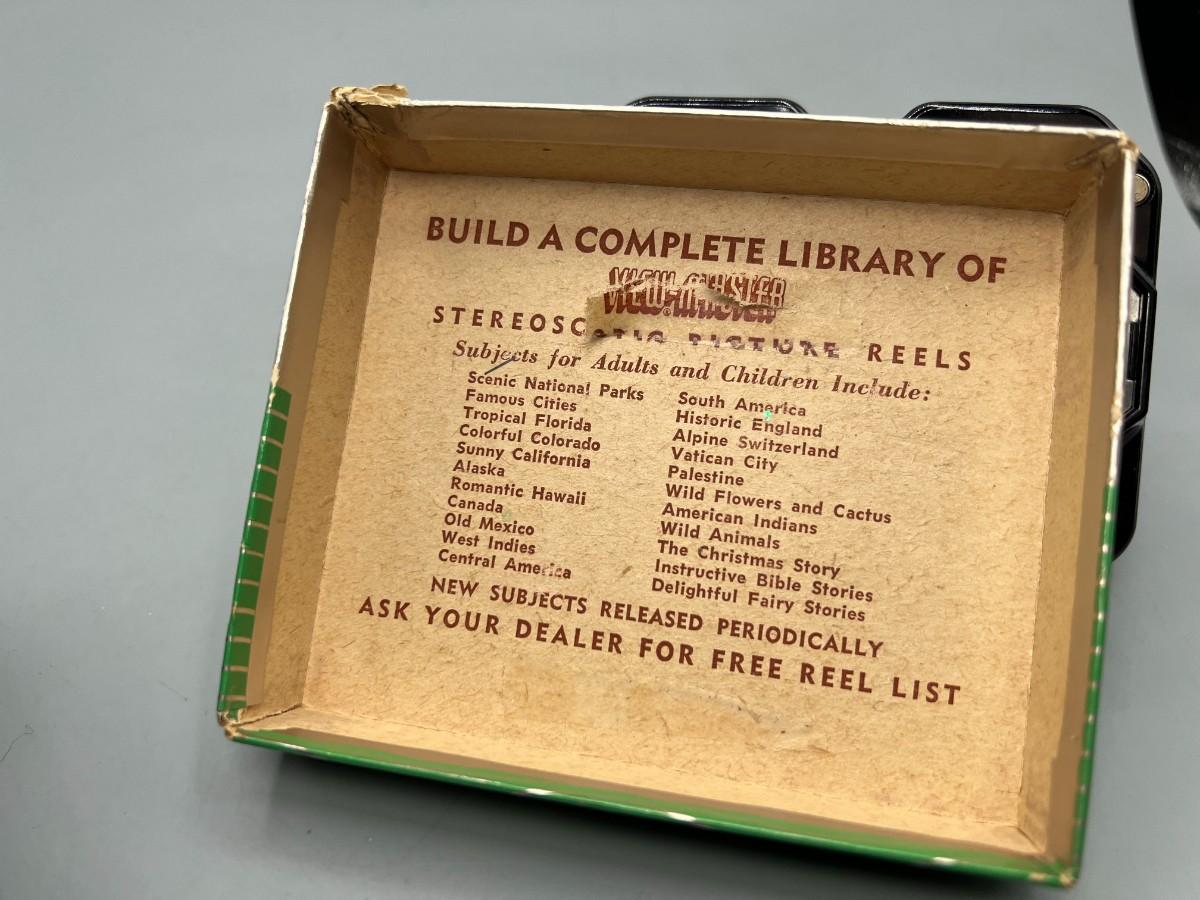 BUILD A COMPLETE LIBRARY OF
VIEW-MASTER
STEREOSCOPIC PICTURE REELS
Subjects for Adults and Children Include:
Scenic National Parks
Famous Cities
Tropical Florida
Colorful Colorado
Sunny California
Alaska
Romantic Hawaii
Canada
Old Mexico
West Indies
Central America
South America
Historic England
Alpine Switzerland
Vatican City
Palestine
Wild Flowers and Cactus
American Indians
Wild Animals
The Christmas Story
Instructive Bible Stories
Delightful Fairy Stories
NEW SUBJECTS RELEASED PERIODICALLY
ASK YOUR DEALER FOR FREE REEL LIST